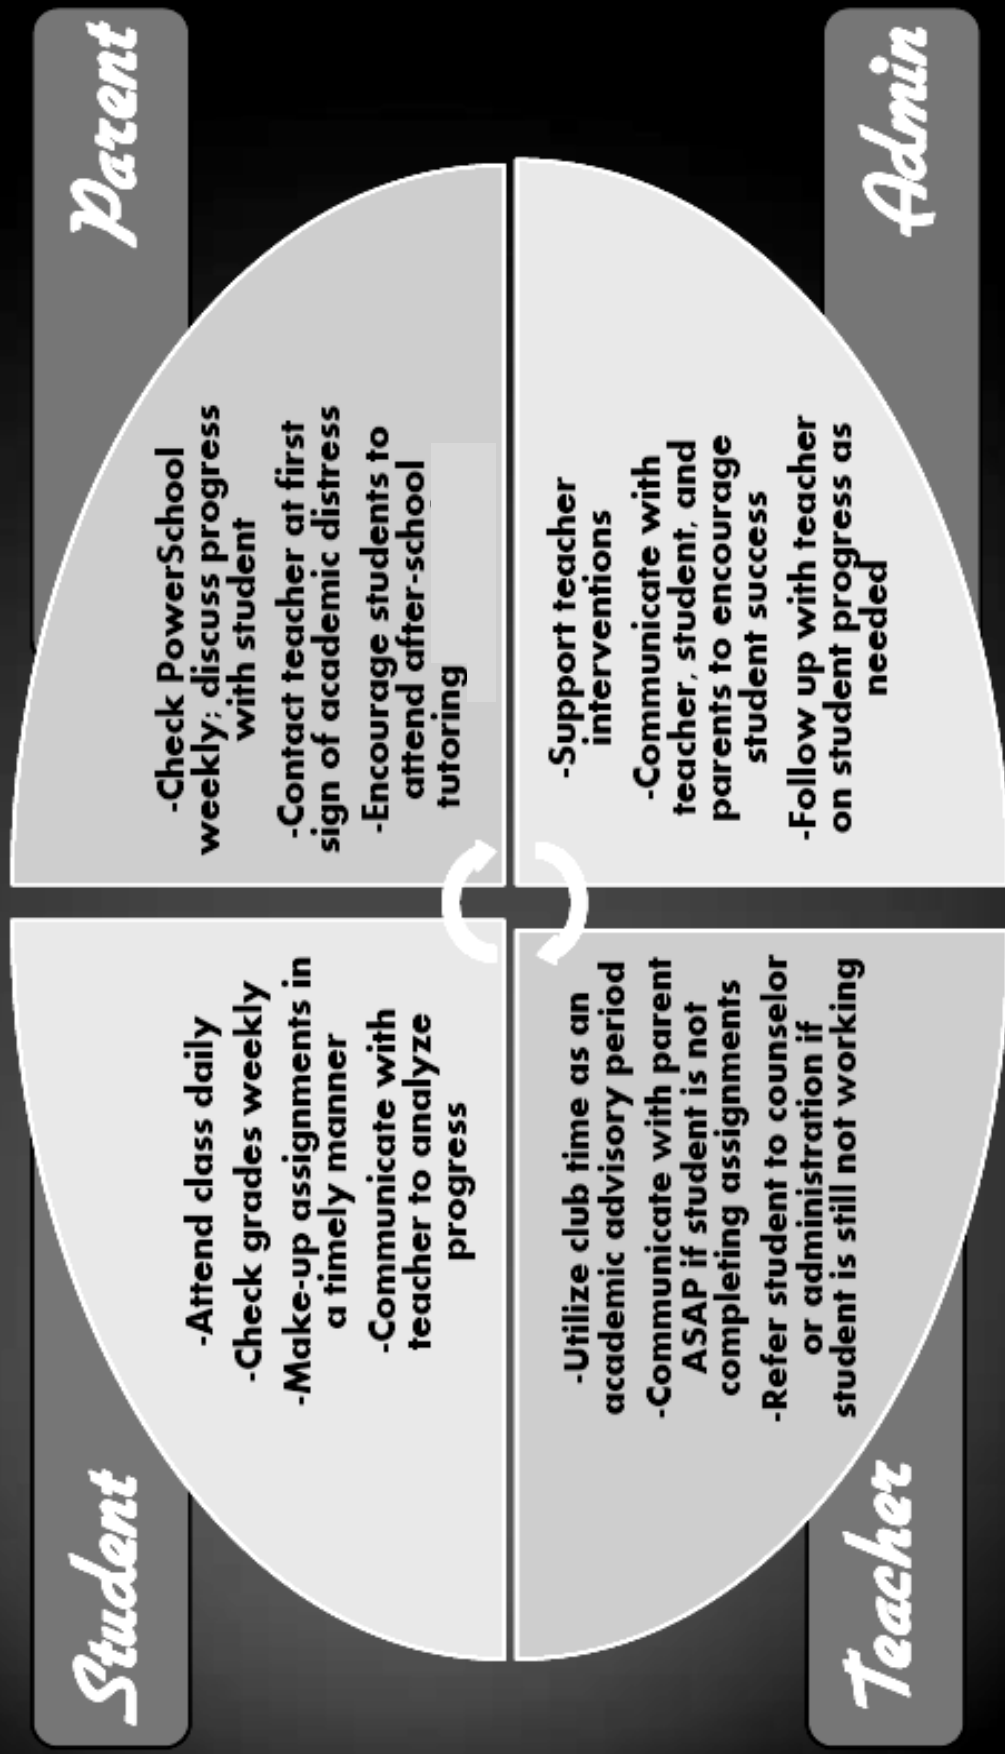 Student
-Attend class daily
-Check grades weekly
-Make-up assignments in
a timely manner
-Communicate with
teacher to analyze
progress
Parent
-Check PowerSchool
weekly; discuss progress
with student
-Contact teacher at first
sign of academic distress
-Encourage students to
attend after-school
tutoring
Teacher
-Utilize club time as an
academic advisory period
-Communicate with parent
ASAP if student is not
completing assignments
-Refer student to counselor
or administration if
student is still not working
Admin
-Support teacher
interventions
-Communicate with
teacher, student, and
parents to encourage
student success
-Follow up with teacher
on student progress as
needed